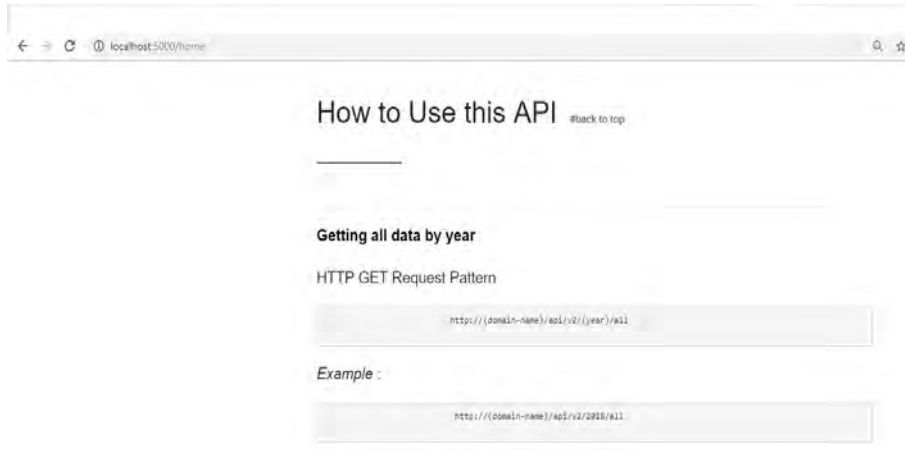 localhost:5000/home
How to Use this API #back to top
Getting all data by year
HTTP GET Request Pattern
http://{domain-name}/api/v2/{year}/all
Example :
http://{domain-name}/api/v2/2018/all